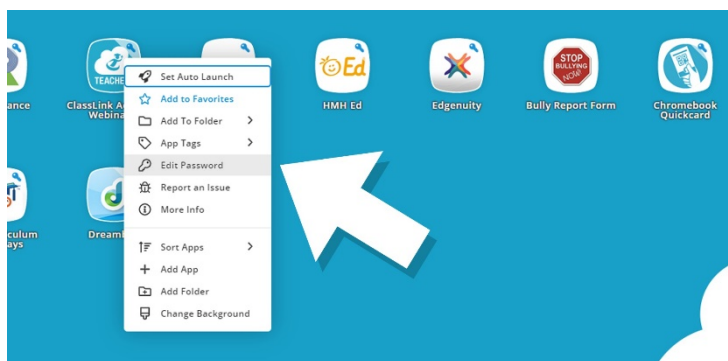 TEACHE
STOP
BULLYING
NOW!
Ed
ance
ClassLink A
Webina
HMH Ed
Edgenuity
Bully Report Form
Chromebook
Quickcard
Set Auto Launch
Add to Favorites
Add To Folder
App Tags
Edit Password
Report an Issue
More Info
Sort Apps
Add App
Add Folder
Change Background
culum
ays
Dream